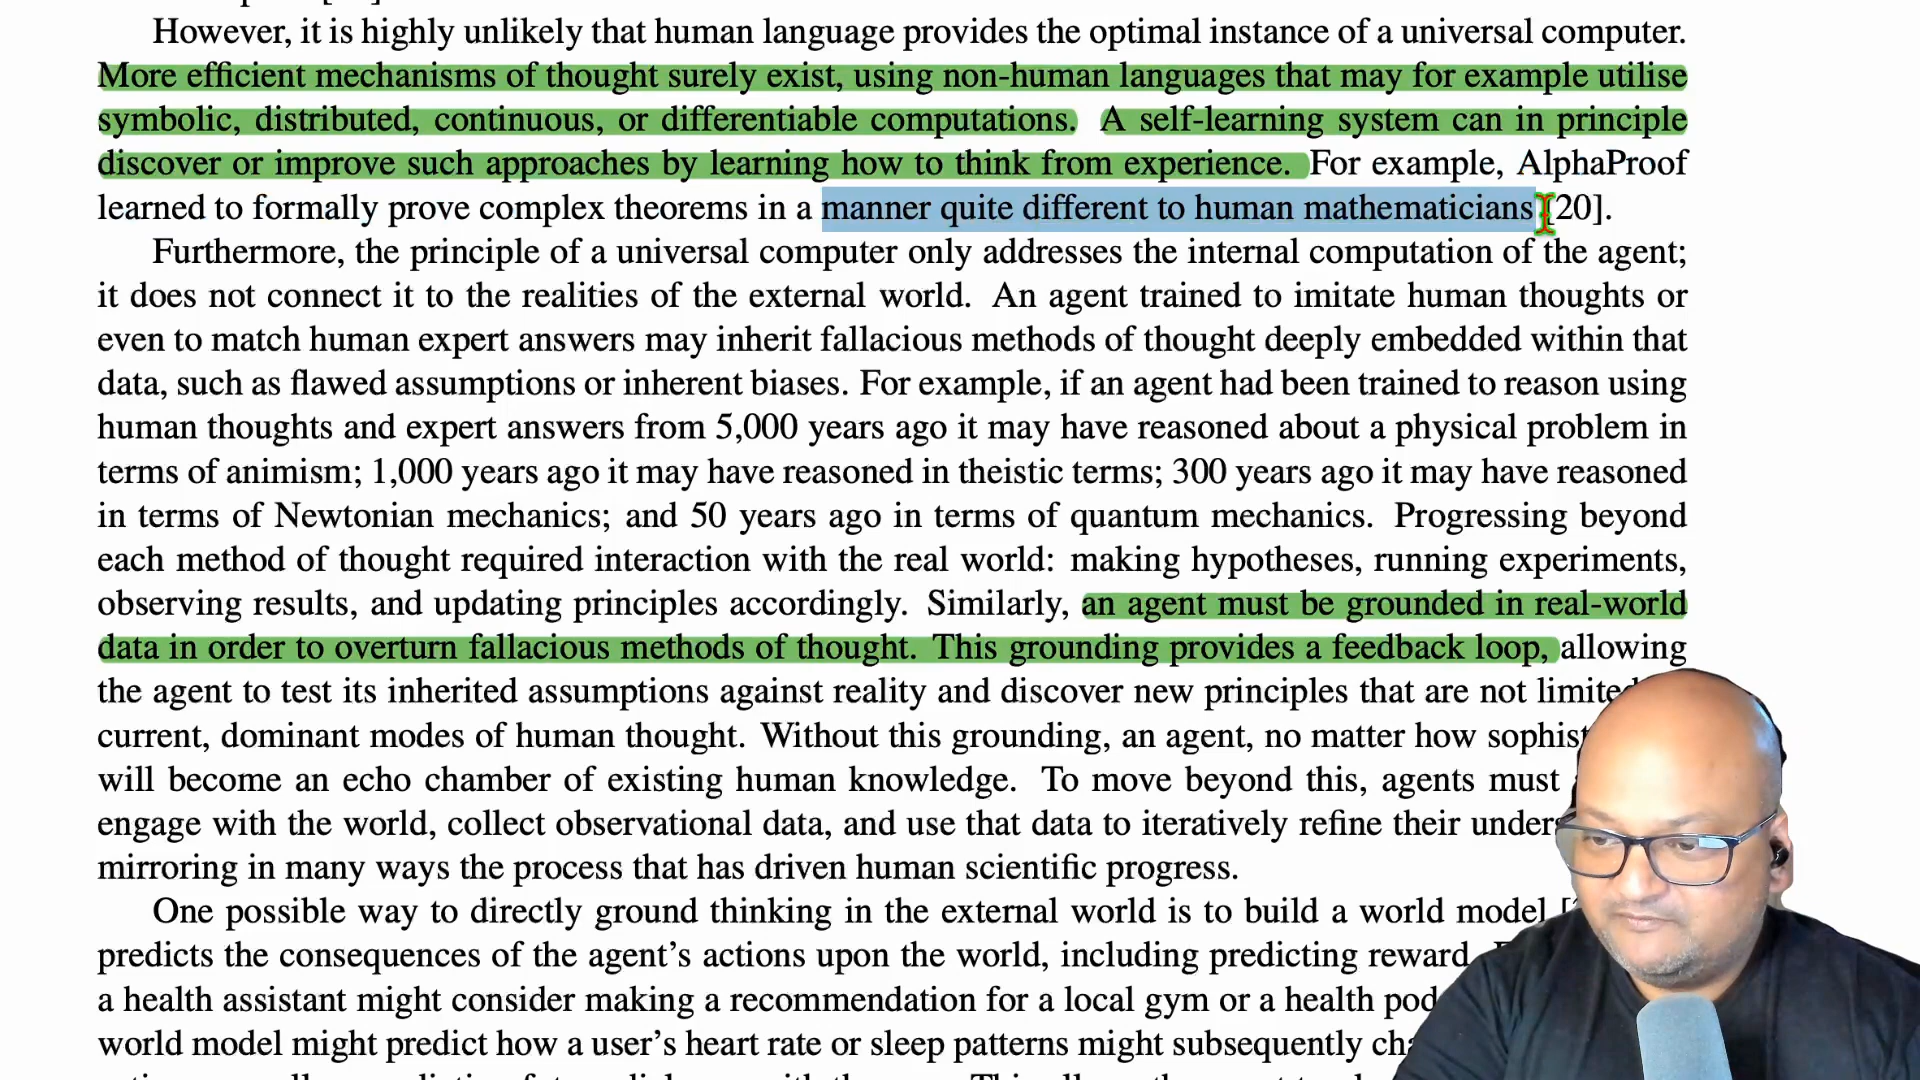 However, it is highly unlikely that human language provides the optimal instance of a universal computer.
More efficient mechanisms of thought surely exist, using non-human languages that may for example utilise
symbolic, distributed, continuous, or differentiable computations. A self-learning system can in principle
discover or improve such approaches by learning how to think from experience. For example, AlphaProof
learned to formally prove complex theorems in a manner quite different to human mathematicians [20].
Furthermore, the principle of a universal computer only addresses the internal computation of the agent;
it does not connect it to the realities of the external world. An agent trained to imitate human thoughts or
even to match human expert answers may inherit fallacious methods of thought deeply embedded within that
data, such as flawed assumptions or inherent biases. For example, if an agent had been trained to reason using
human thoughts and expert answers from 5,000 years ago it may have reasoned about a physical problem in
terms of animism; 1,000 years ago it may have reasoned in theistic terms; 300 years ago it may have reasoned
in terms of Newtonian mechanics; and 50 years ago in terms of quantum mechanics. Progressing beyond
each method of thought required interaction with the real world: making hypotheses, running experiments,
observing results, and updating principles accordingly. Similarly, an agent must be grounded in real-world
data in order to overturn fallacious methods of thought. This grounding provides a feedback loop, allowing
the agent to test its inherited assumptions against reality and discover new principles that are not limited
current, dominant modes of human thought. Without this grounding, an agent, no matter how
will become an echo chamber of existing human knowledge. To move beyond this, agents must
engage with the world, collect observational data, and use that data to iteratively refine their
mirroring in many ways the process that has driven human scientific progress.
One possible way to directly ground thinking in the external world is to build a world model
predicts the consequences of the agent's actions upon the world, including predicting reward.
a health assistant might consider making a recommendation for a local gym or a health
world model might predict how a user's heart rate or sleep patterns might subsequently